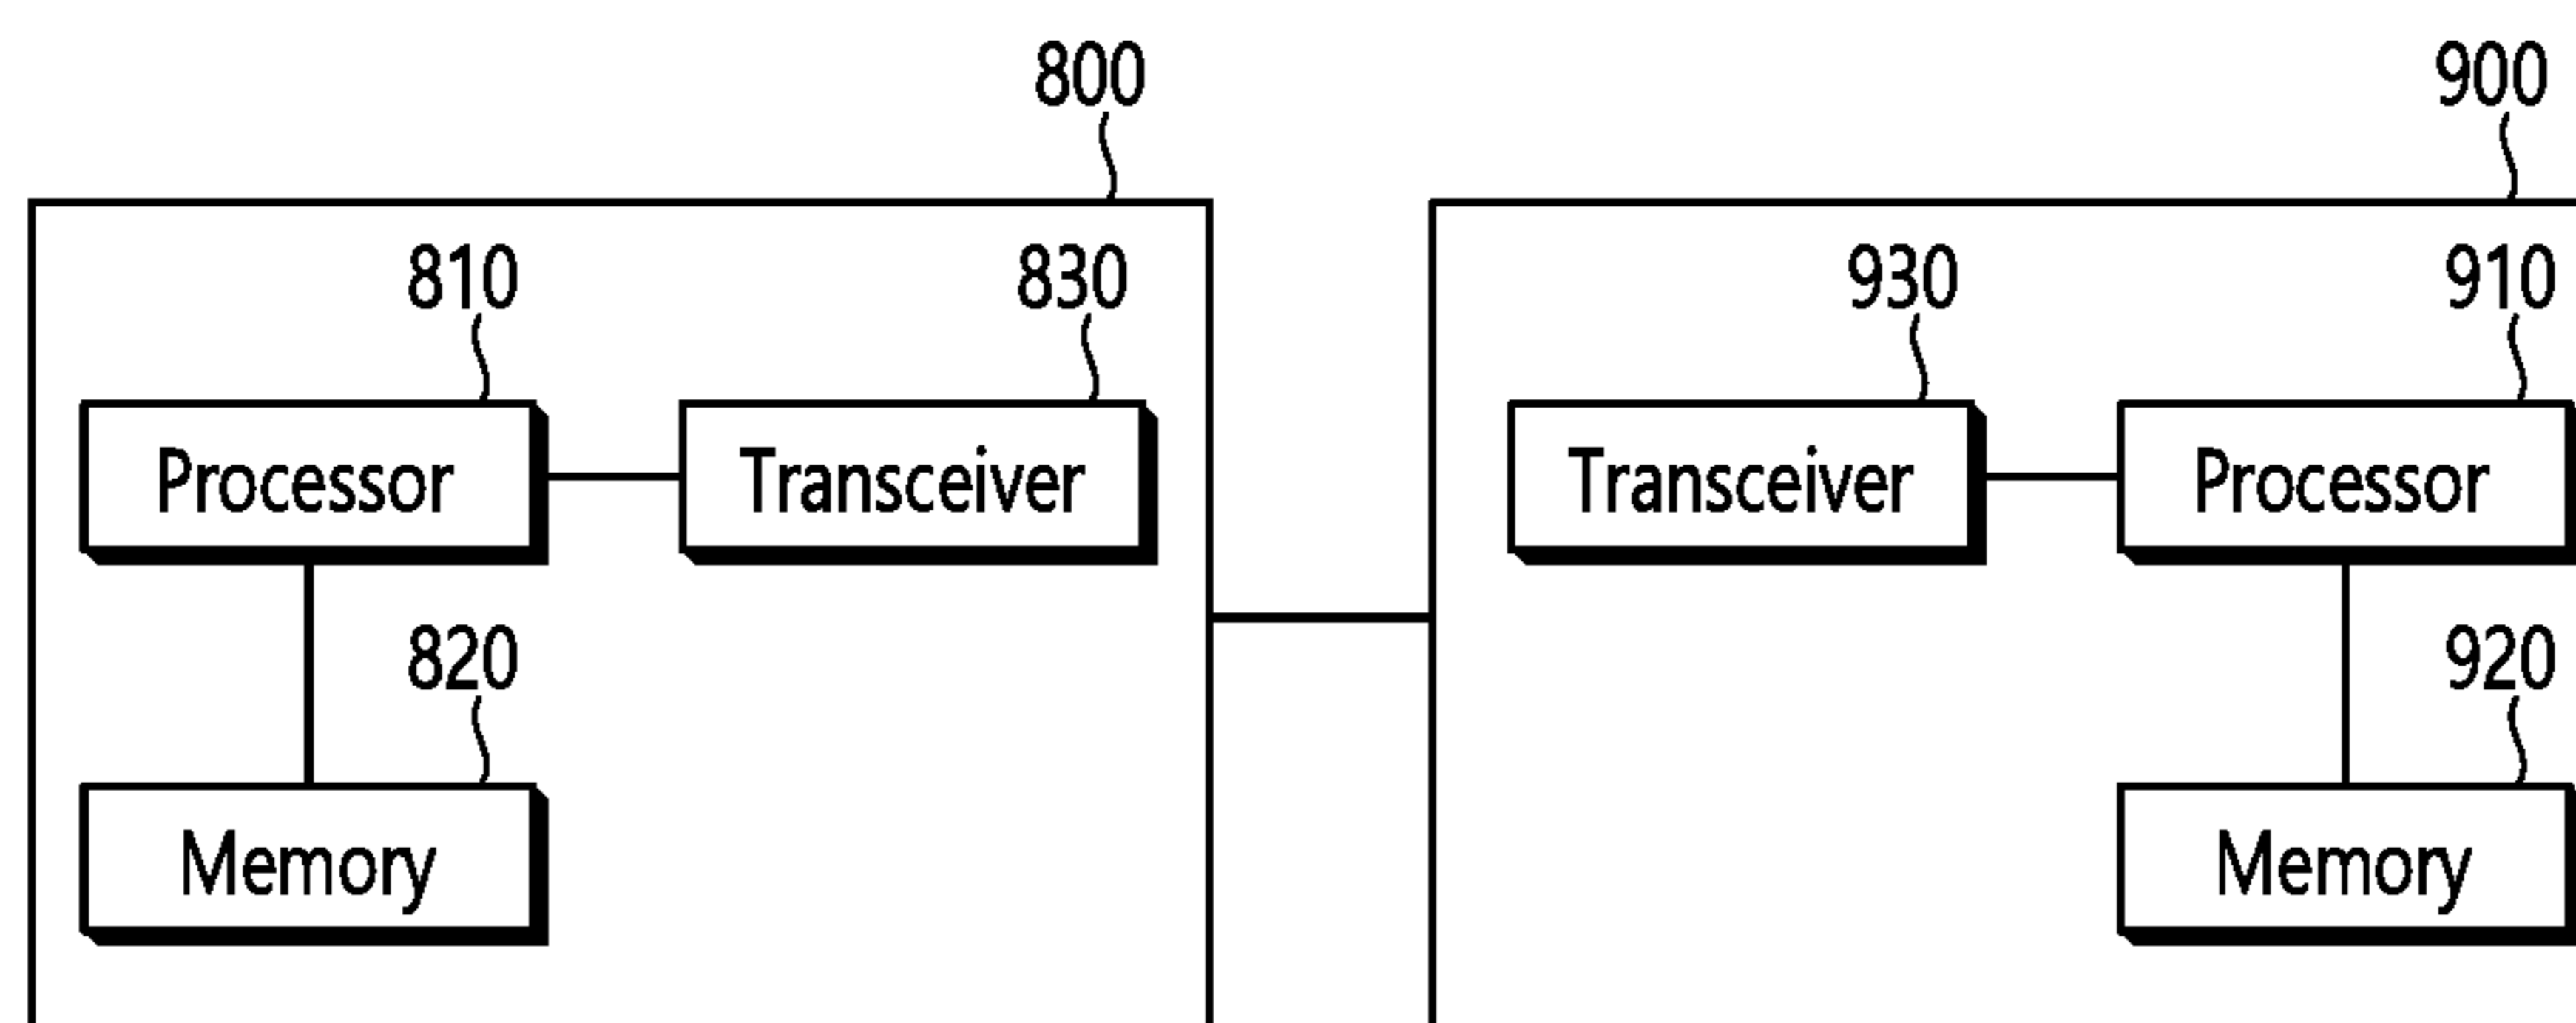 800 900
810 830 930 910
Processor Transceiver Transceiver Processor
820 920
Memory Memory